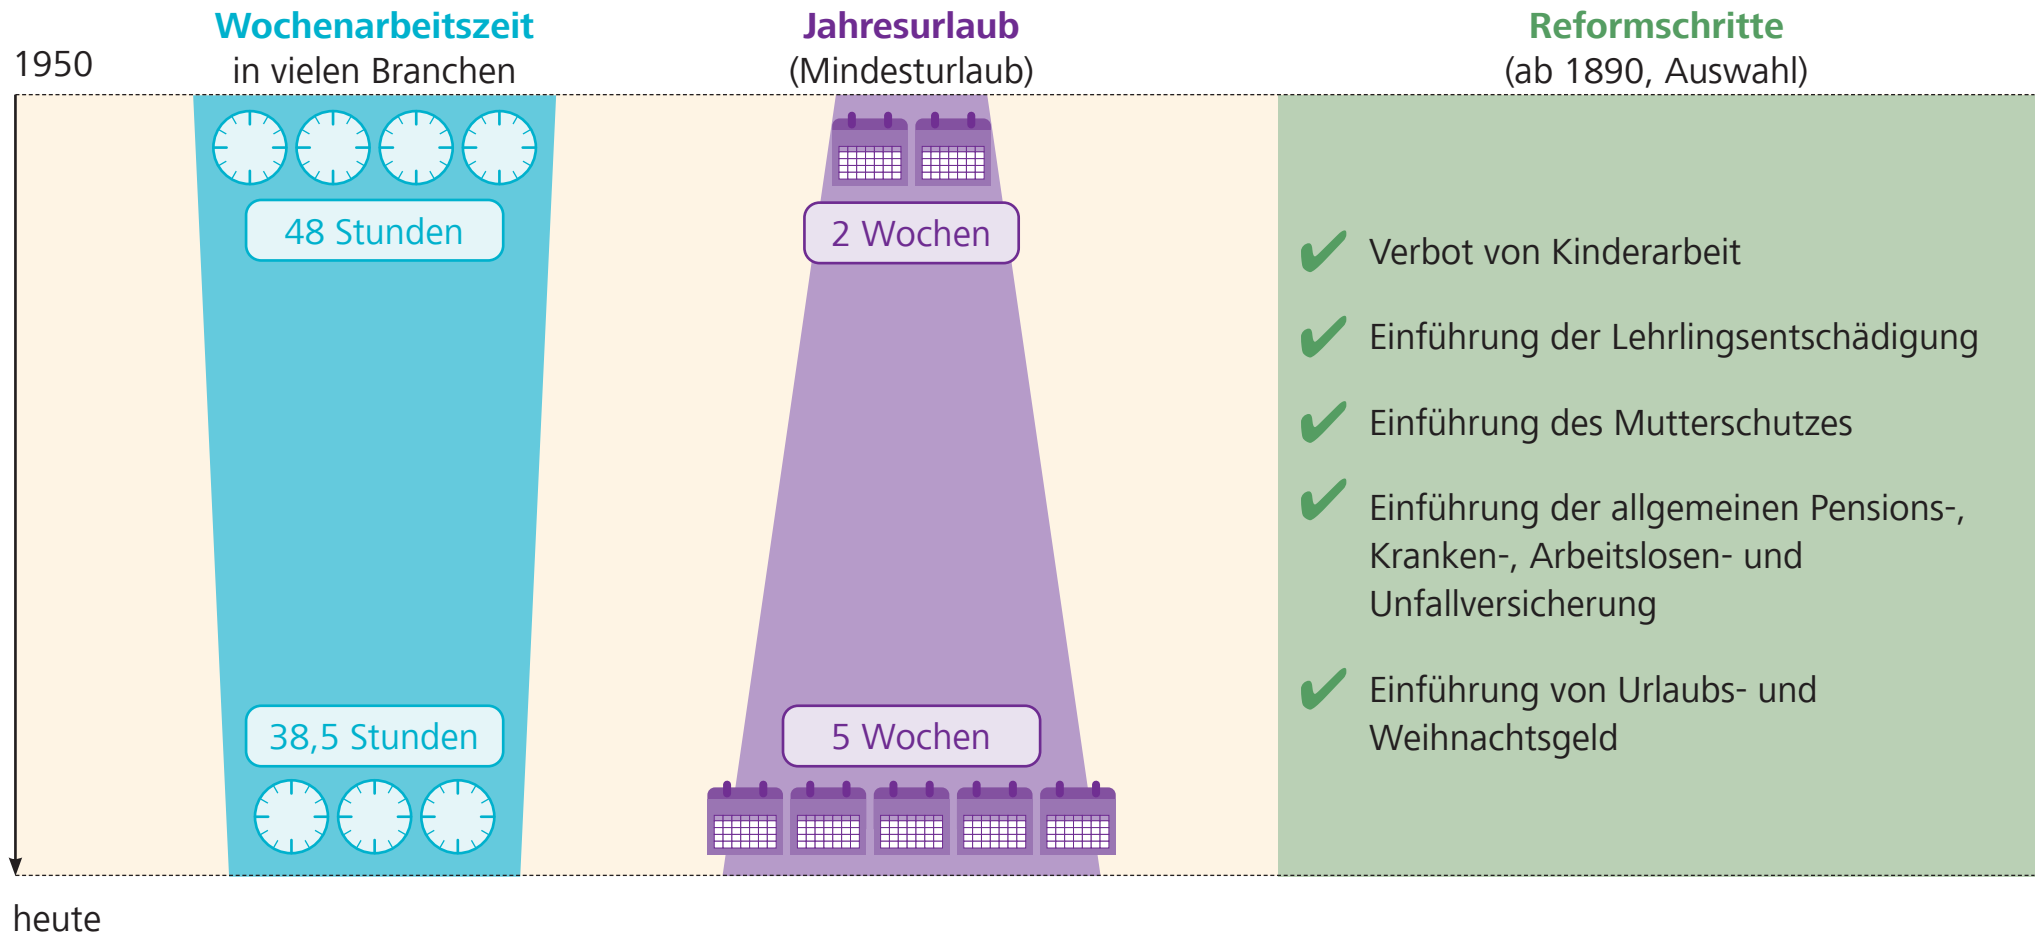 1950
Wochenarbeitszeit
in vielen Branchen
48 Stunden
38,5 Stunden
Jahresurlaub
(Mindesturlaub)
2 Wochen
5 Wochen
Reformschritte
(ab 1890, Auswahl)
Verbot von Kinderarbeit
Einführung der Lehrlingsentschädigung
Einführung des Mutterschutzes
Einführung der allgemeinen Pensions-,
Kranken-, Arbeitslosen- und
Unfallversicherung
Einführung von Urlaubs- und
Weihnachtsgeld
heute